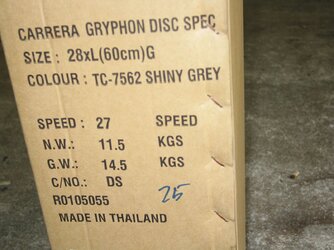 CARRERA GRYPHON DISC SPEC
SIZE : 28xL(60cm)G
COLOUR : TC-7562 SHINY GREY
SPEED : 27 SPEED
N.W.: 11.5 KGS
G.W.: 14.5 KGS
C/NO.: DS
R0105055 25
MADE IN THAILAND